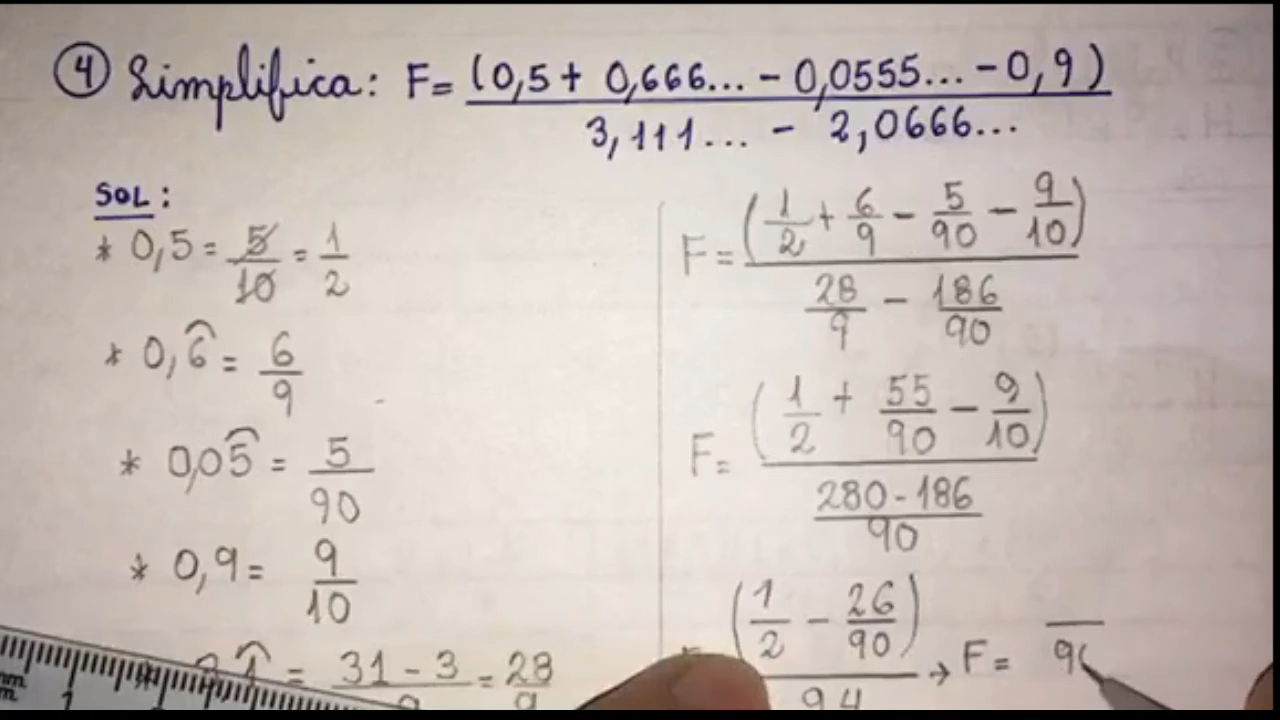 4 Simplifica: F = (0,5 + 0,666... - 0,0555... - 0,9) / 3,111... - 2,0666...
SOL:
* 0,5 = 5/10 = 1/2
* 0,6̂ = 6/9
* 0,05̂ = 5/90
* 0,9 = 9/10
31 - 3 / 9 = 28/9
F = (1/2 + 6/9 - 5/90 - 9/10) / 28/9 - 186/90
F = (1/2 + 55/90 - 9/10) / 280 - 186 / 90
(1/2 - 26/90) / 94 → F =